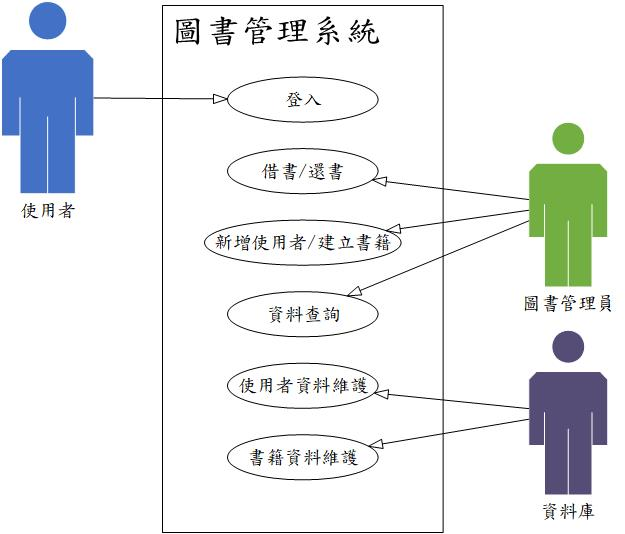 圖書管理系統
登入
使用者
借書/還書
新增使用者/建立書籍
圖書管理員
資料查詢
使用者資料維護
書籍資料維護
資料庫